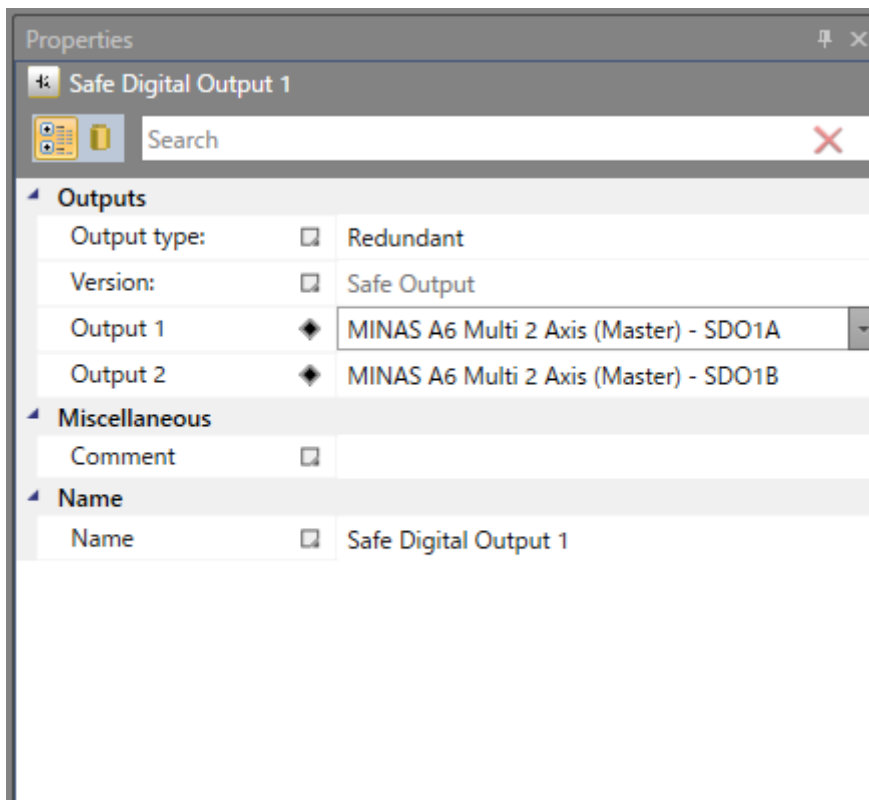 Properties
Safe Digital Output 1
Search
Outputs
Output type: Redundant
Version: Safe Output
Output 1 MINAS A6 Multi 2 Axis (Master) - SDO1A
Output 2 MINAS A6 Multi 2 Axis (Master) - SDO1B
Miscellaneous
Comment
Name
Name Safe Digital Output 1